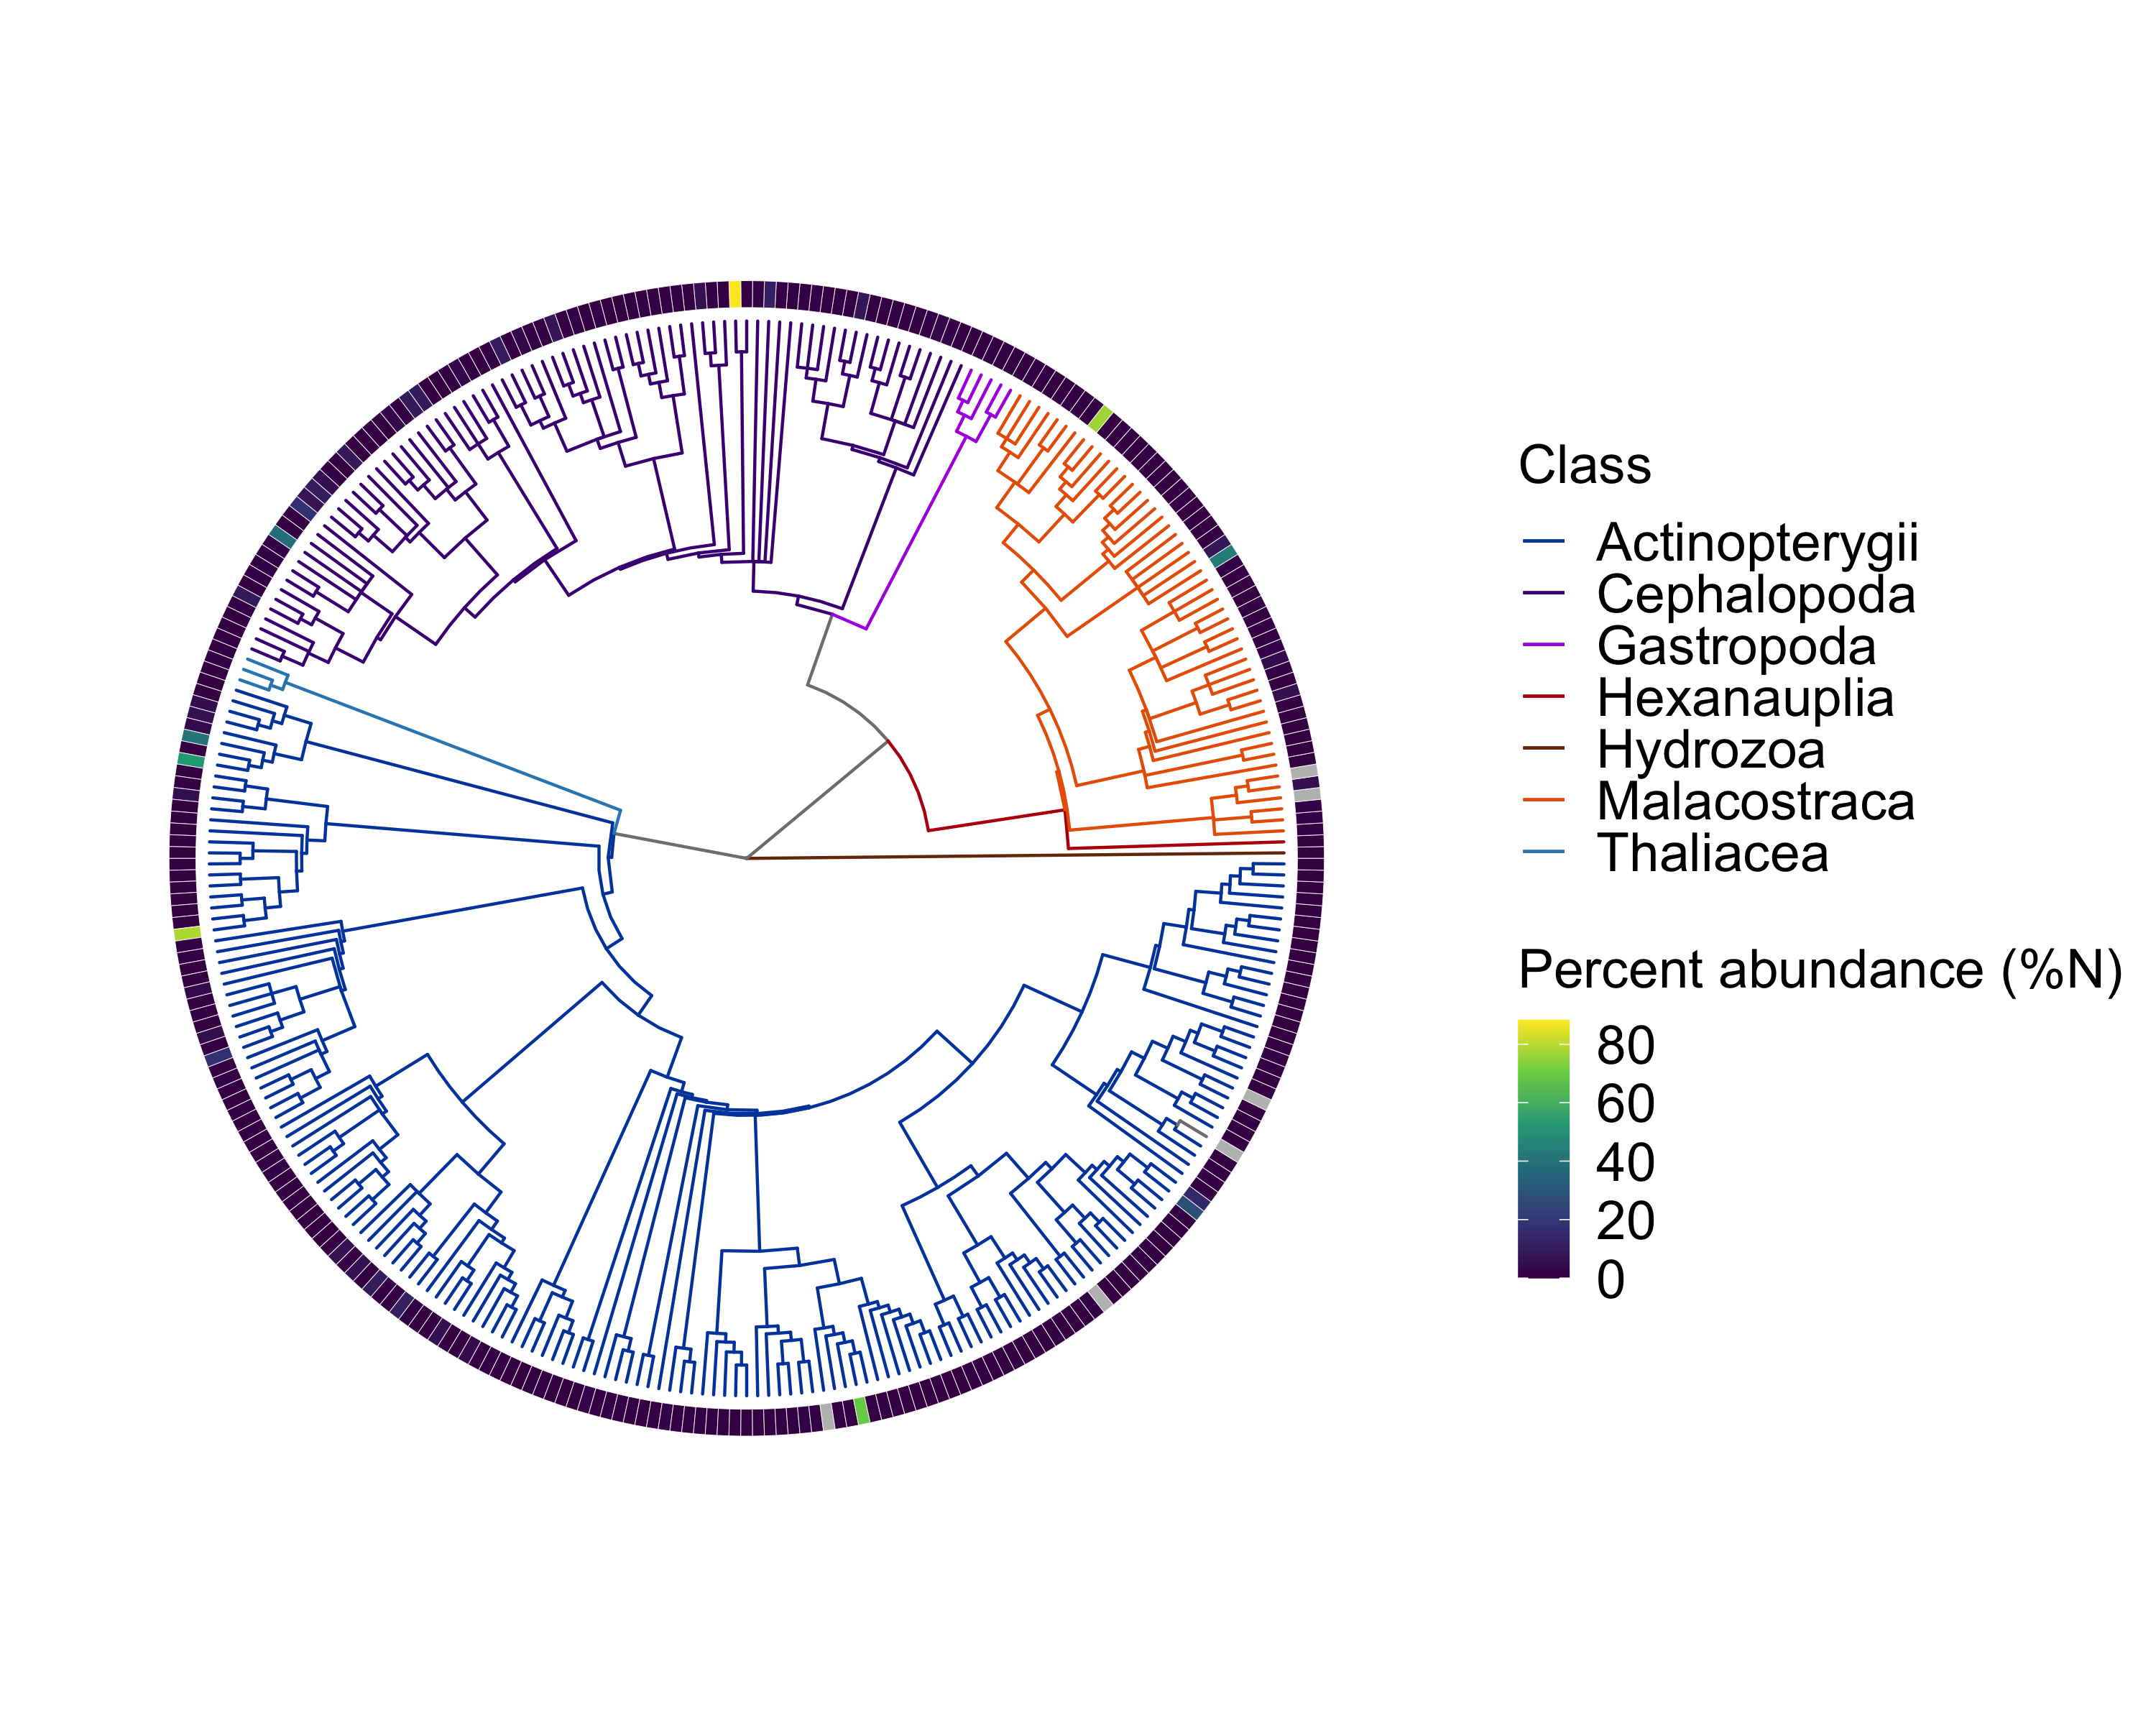 Class
Actinopterygii
Cephalopoda
Gastropoda
Hexanauplia
Hydrozoa
Malacostraca
Thaliacea
Percent abundance (%N)
80
60
40
20
0